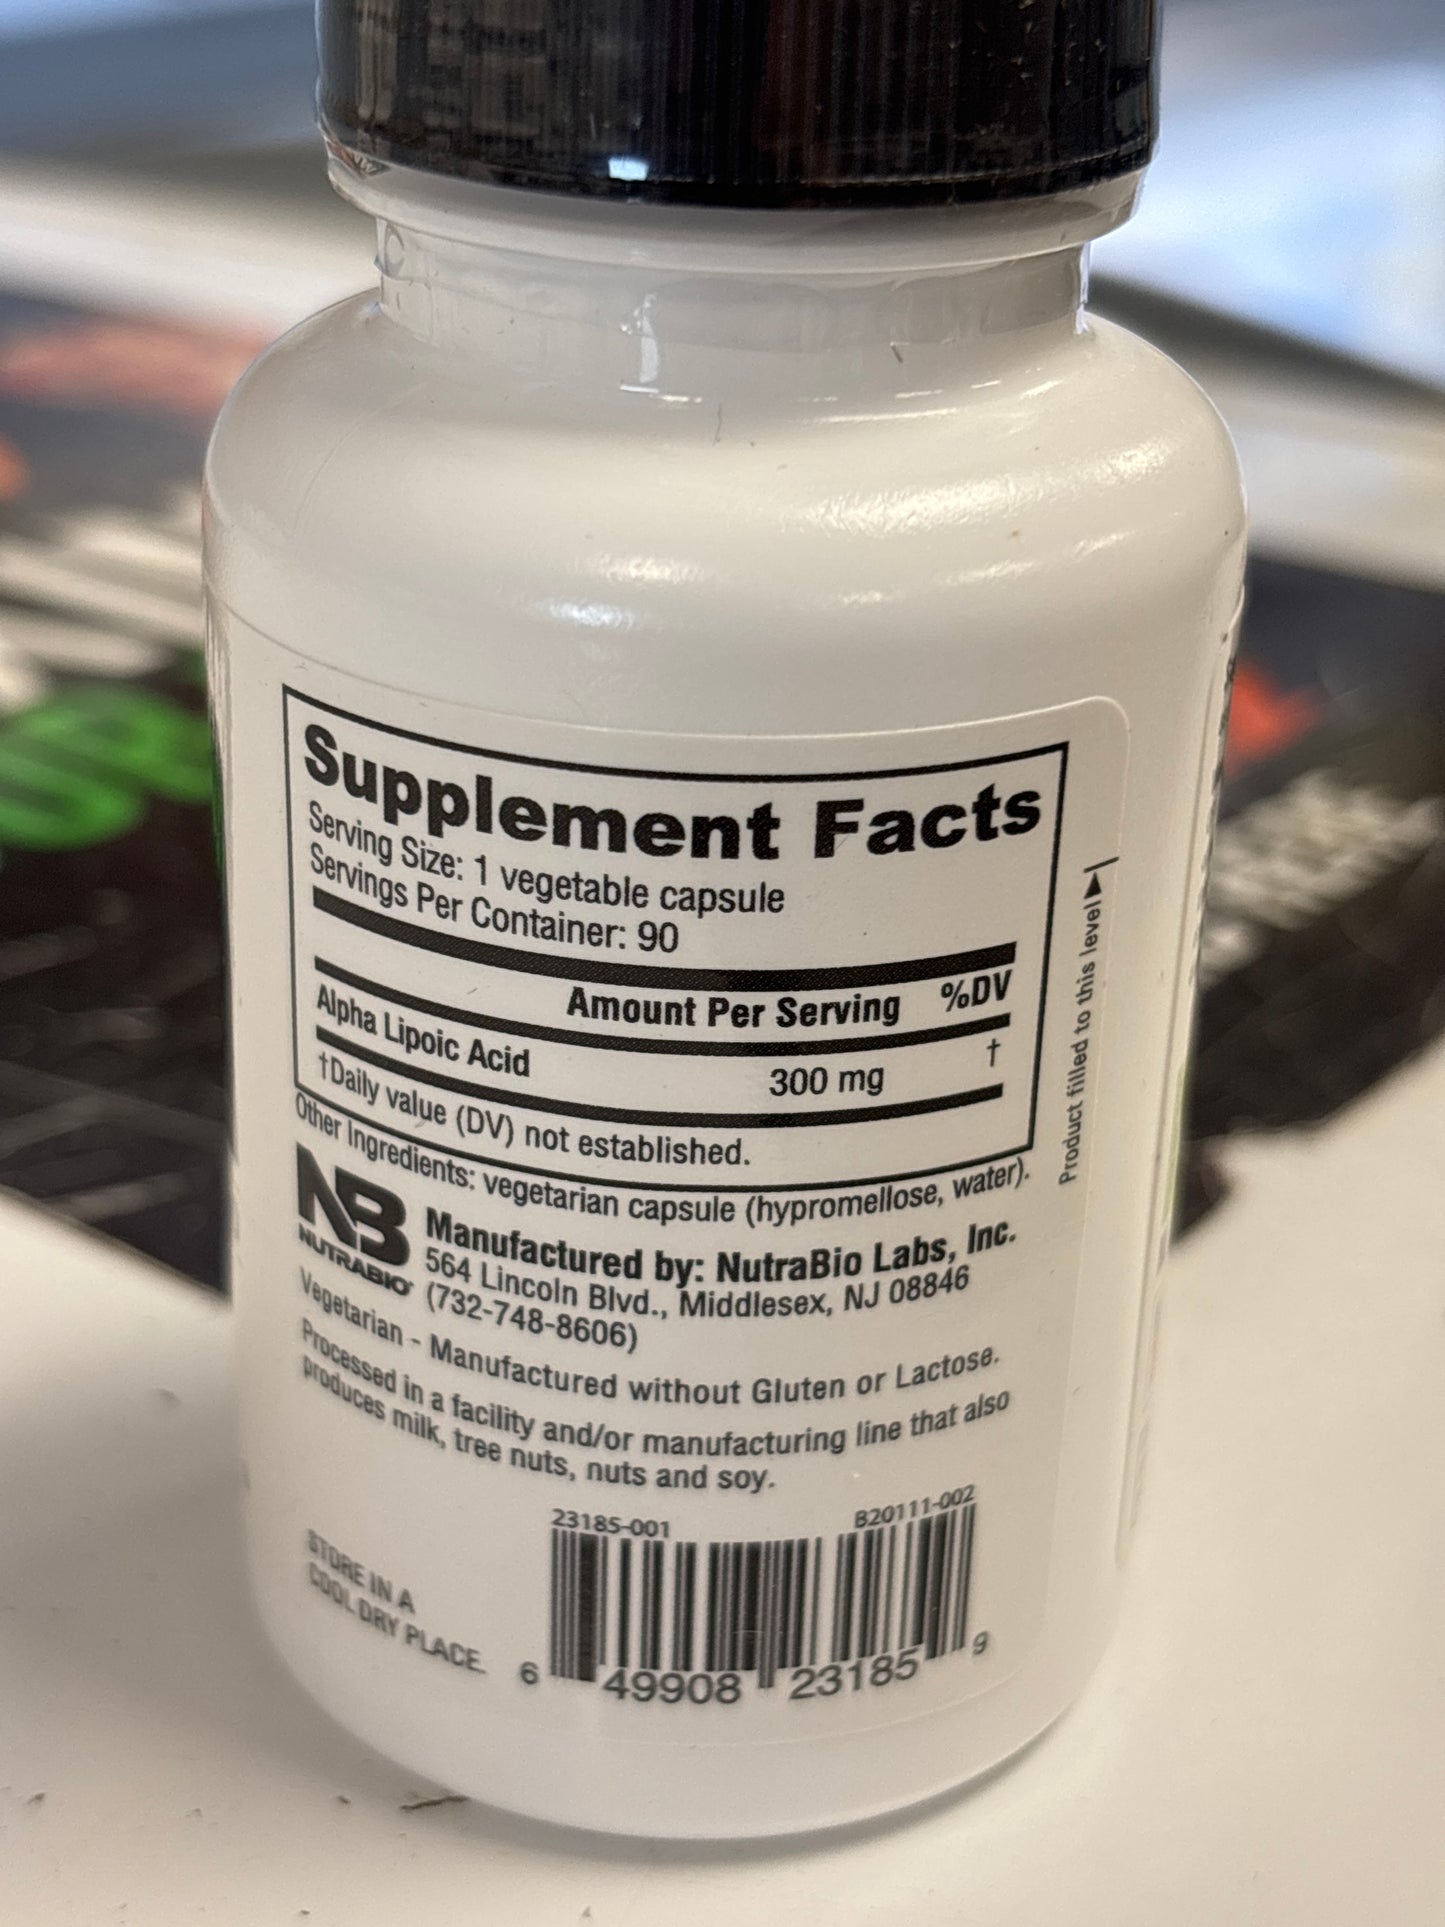 Supplement Facts
Serving Size: 1 vegetable capsule
Servings Per Container: 90
Amount Per Serving %DV
Alpha Lipoic Acid 300 mg †
†Daily value (DV) not established.
Other Ingredients: vegetarian capsule (hypromellose, water).
NB
NUTRABIO®
Manufactured by: NutraBio Labs, Inc.
564 Lincoln Blvd., Middlesex, NJ 08846
(732-748-8606)
Vegetarian - Manufactured without Gluten or Lactose.
Processed in a facility and/or manufacturing line that also
produces milk, tree nuts, nuts and soy.
STORE IN A
COOL DRY PLACE.
23185-001 B20111-002
6 49908 23185 9
Product filled to this level